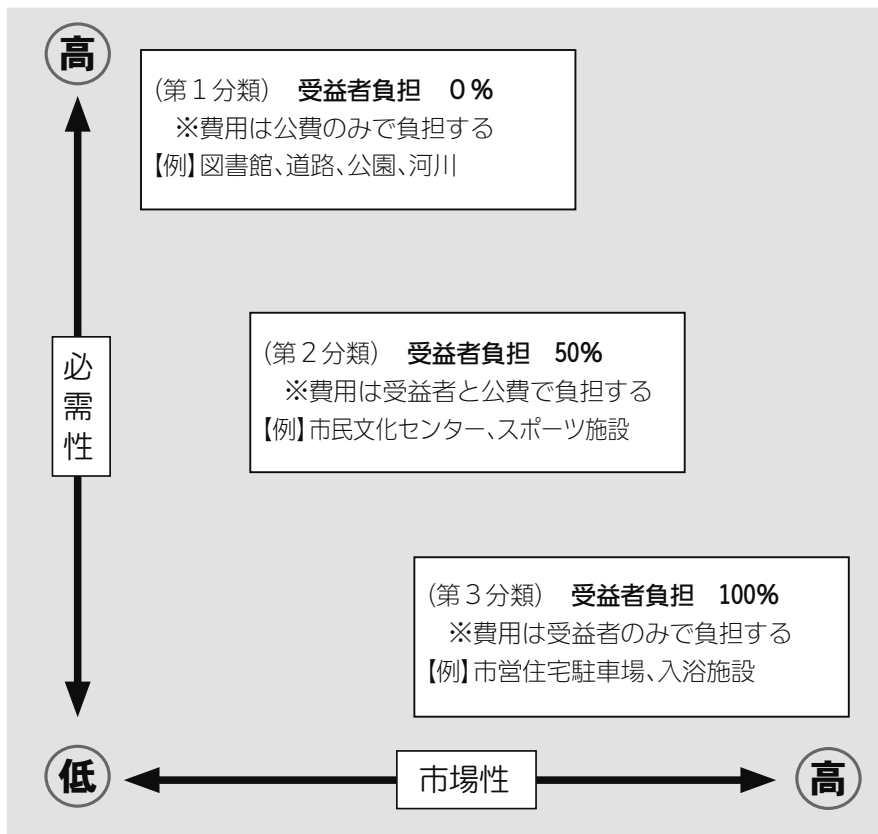 高
(第1分類) 受益者負担 0%
※費用は公費のみで負担する
【例】図書館、道路、公園、河川
必需性
(第2分類) 受益者負担 50%
※費用は受益者と公費で負担する
【例】市民文化センター、スポーツ施設
(第3分類) 受益者負担 100%
※費用は受益者のみで負担する
【例】市営住宅駐車場、入浴施設
低 市場性 高